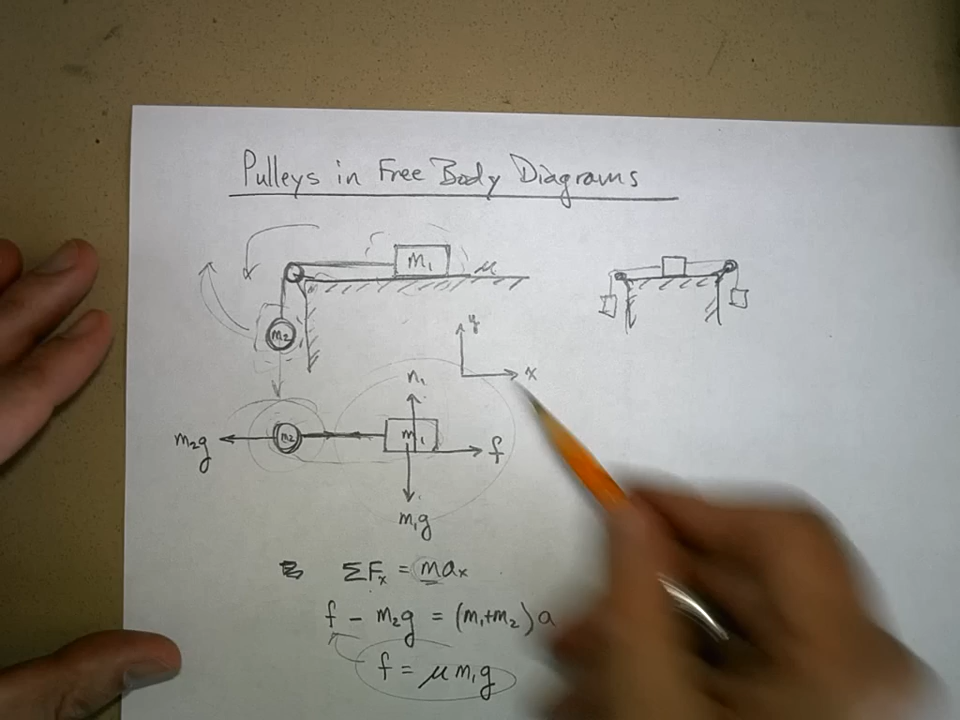 Pulleys in Free Body Diagrams
m₁
μ
m₂
y
x
n₁
m₂g
m₂
m₁
f
m₁g
ΣFₓ = maₓ
f - m₂g = (m₁+m₂)a
f = μm₁g